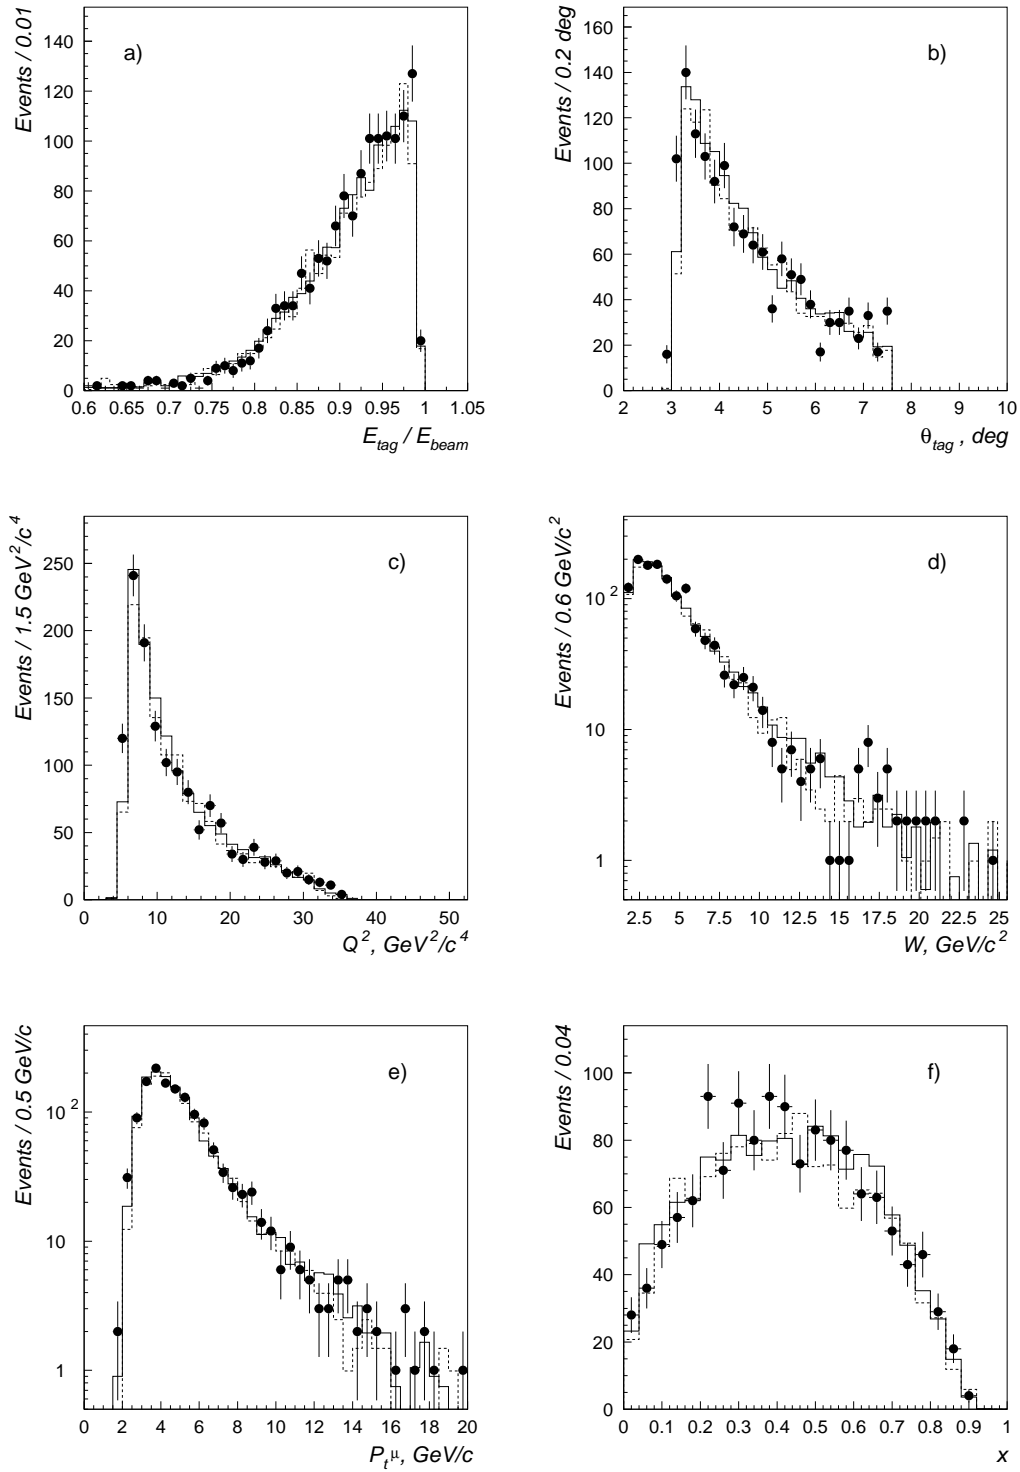 Events / 0.01
a)
140
120
100
80
60
40
20
0
0.6 0.65 0.7 0.75 0.8 0.85 0.9 0.95 1 1.05
E_tag / E_beam
Events / 0.2 deg
b)
160
140
120
100
80
60
40
20
0
2 3 4 5 6 7 8 9 10
θ_tag , deg
Events / 1.5 GeV²/c⁴
c)
250
200
150
100
50
0
0 10 20 30 40 50
Q², GeV²/c⁴
Events / 0.6 GeV/c²
d)
10²
10
1
2.5 5 7.5 10 12.5 15 17.5 20 22.5 25
W, GeV/c²
Events / 0.5 GeV/c
e)
10²
10
1
0 2 4 6 8 10 12 14 16 18 20
P_t^μ, GeV/c
Events / 0.04
f)
100
80
60
40
20
0
0 0.1 0.2 0.3 0.4 0.5 0.6 0.7 0.8 0.9 1
x